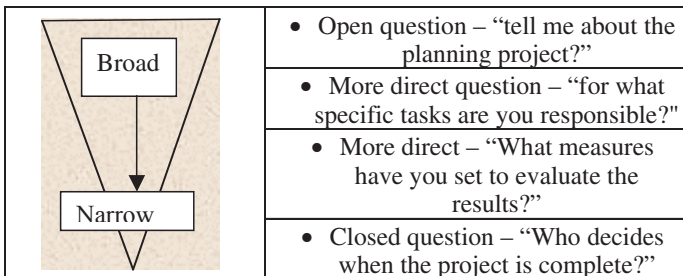 Broad
Narrow
• Open question – “tell me about the
planning project?”
• More direct question – “for what
specific tasks are you responsible?"
• More direct – “What measures
have you set to evaluate the
results?”
• Closed question – “Who decides
when the project is complete?”